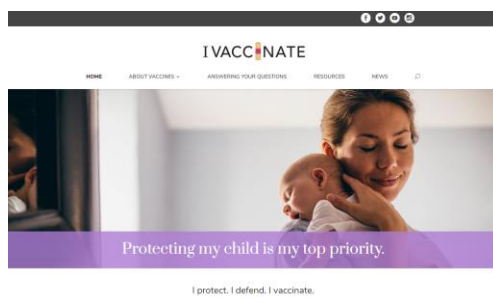 I VACCINATE
HOME ABOUT VACCINES ANSWERING YOUR QUESTIONS RESOURCES NEWS
Protecting my child is my top priority.
I protect. I defend. I vaccinate.